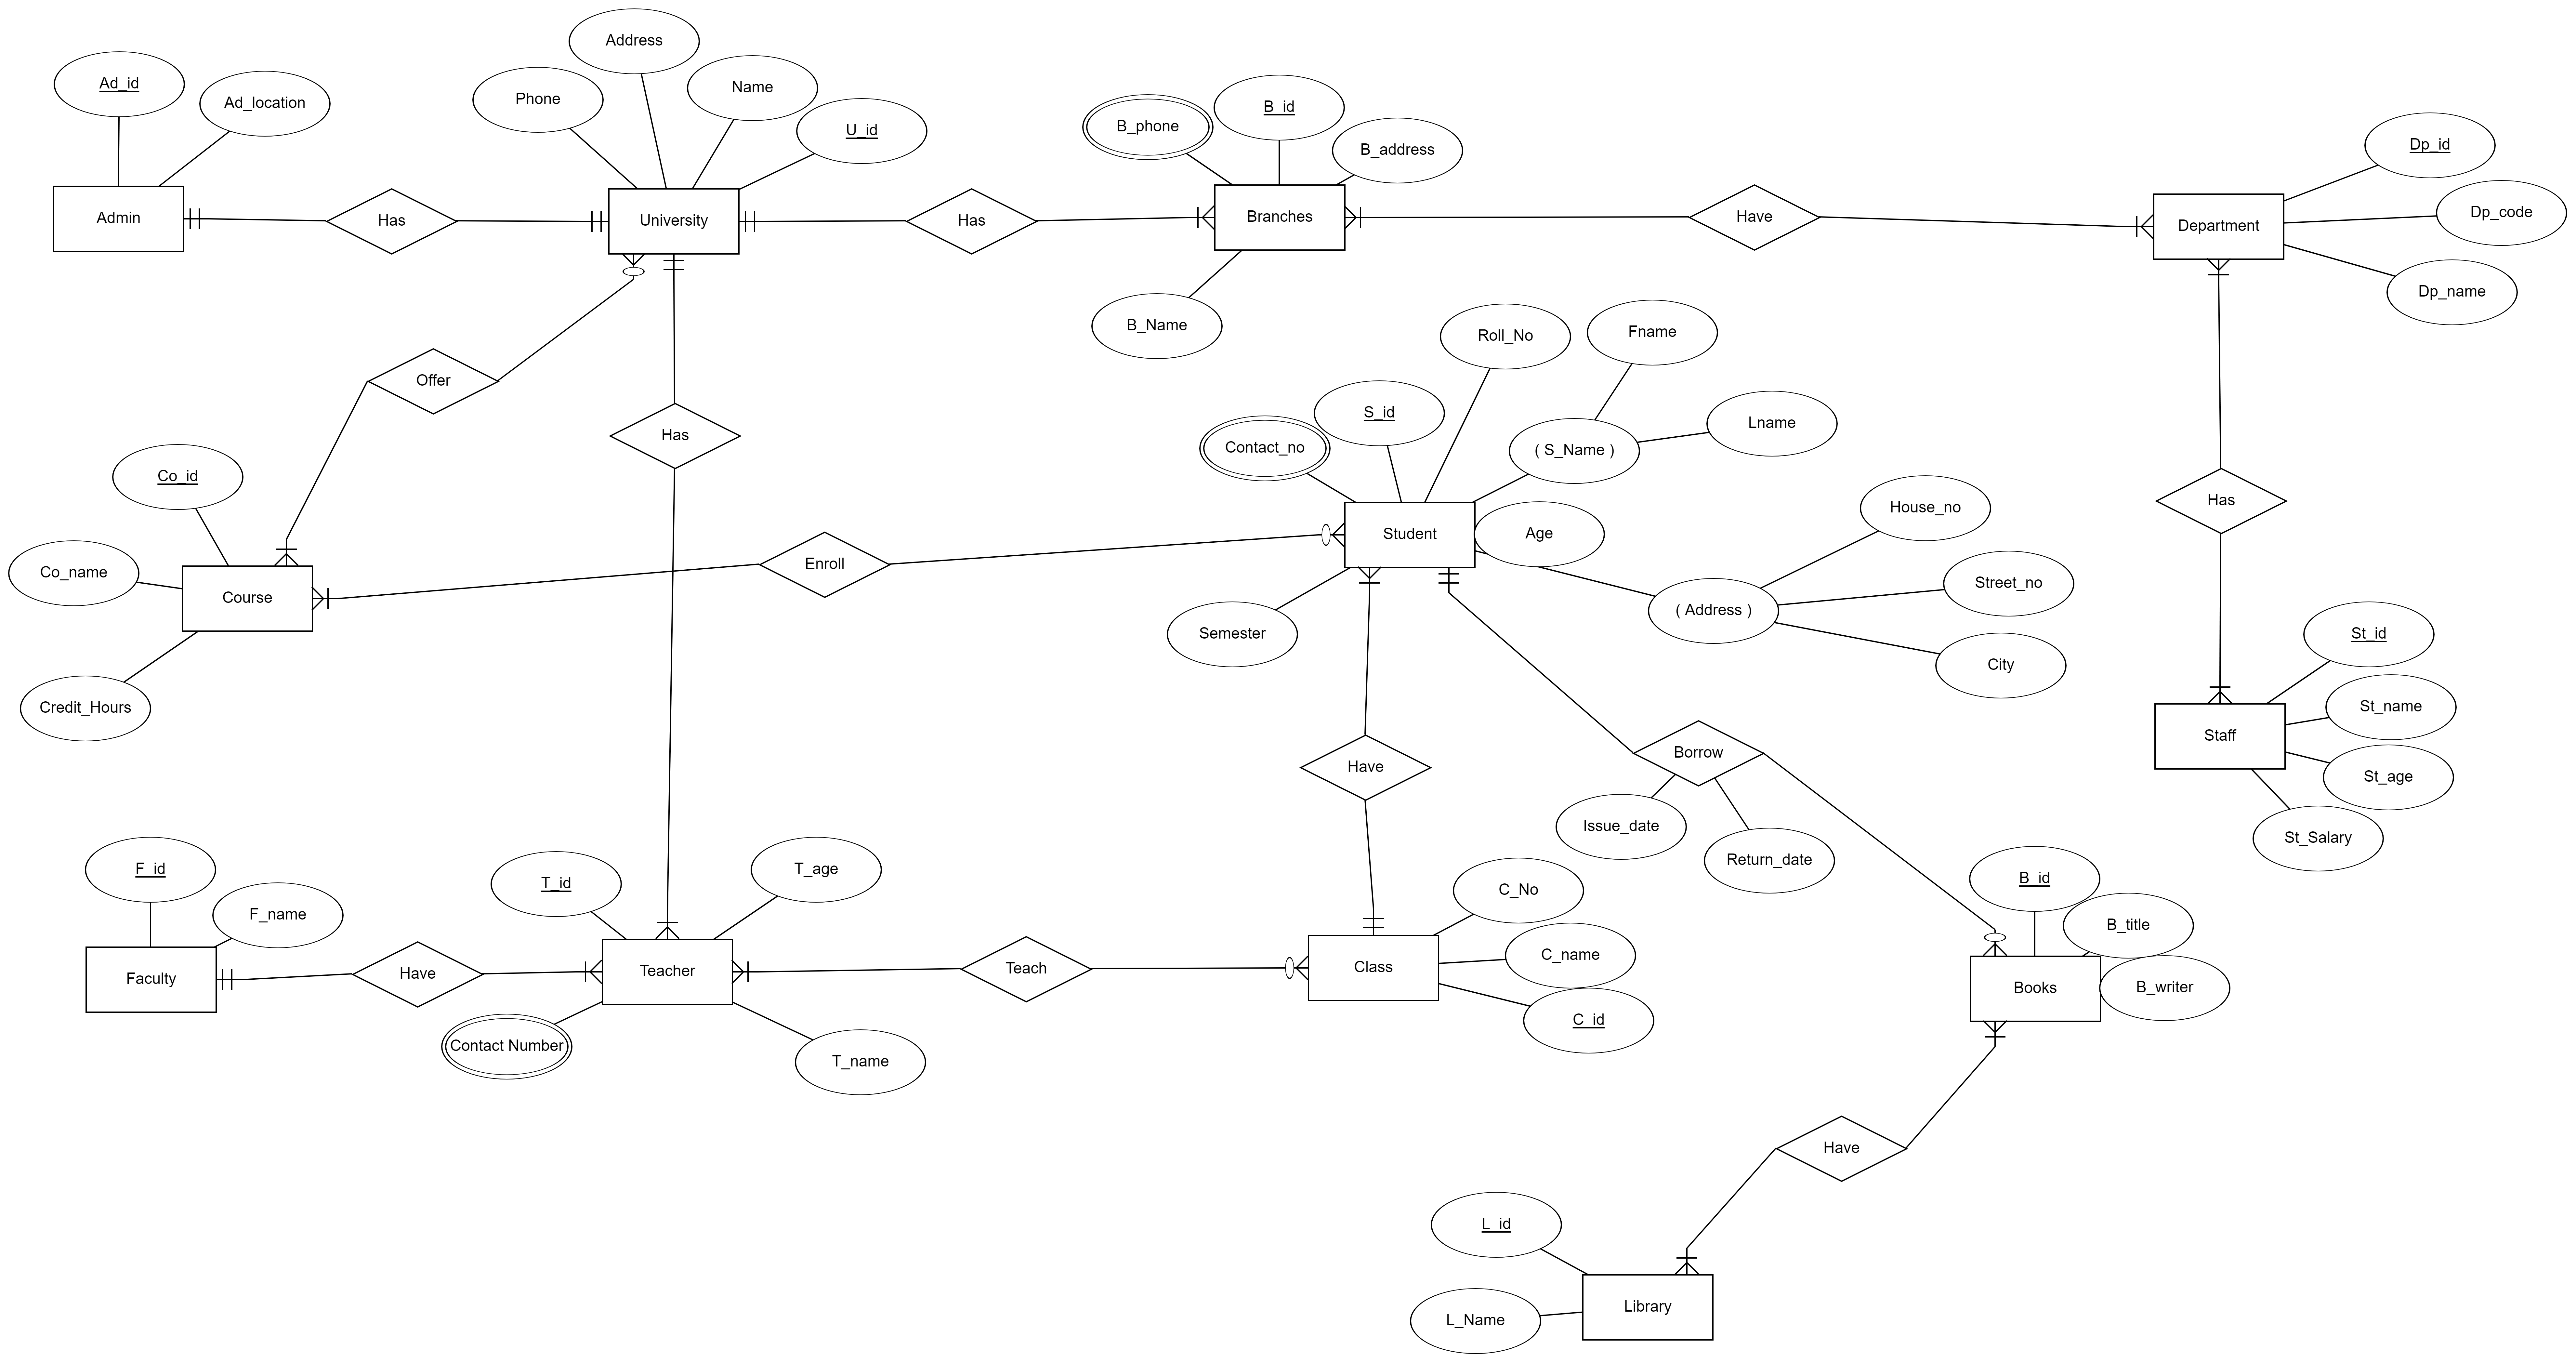 Address
Ad_id
Ad_location
Phone
Name
U_id
B_phone
B_id
B_address
Dp_id
Dp_code
Dp_name
Admin
Has
University
Has
Branches
Have
Department
B_Name
Offer
Has
Roll_No
Fname
Lname
S_id
Contact_no
( S_Name )
Co_id
Co_name
Course
Credit_Hours
Enroll
Student
Age
House_no
Street_no
City
( Address )
Semester
Has
St_id
St_name
St_age
St_Salary
Staff
Have
Borrow
Issue_date
Return_date
F_id
F_name
Faculty
Have
T_id
T_age
Teacher
Contact Number
T_name
Teach
Class
C_No
C_name
C_id
B_id
B_title
B_writer
Books
Have
L_id
L_Name
Library